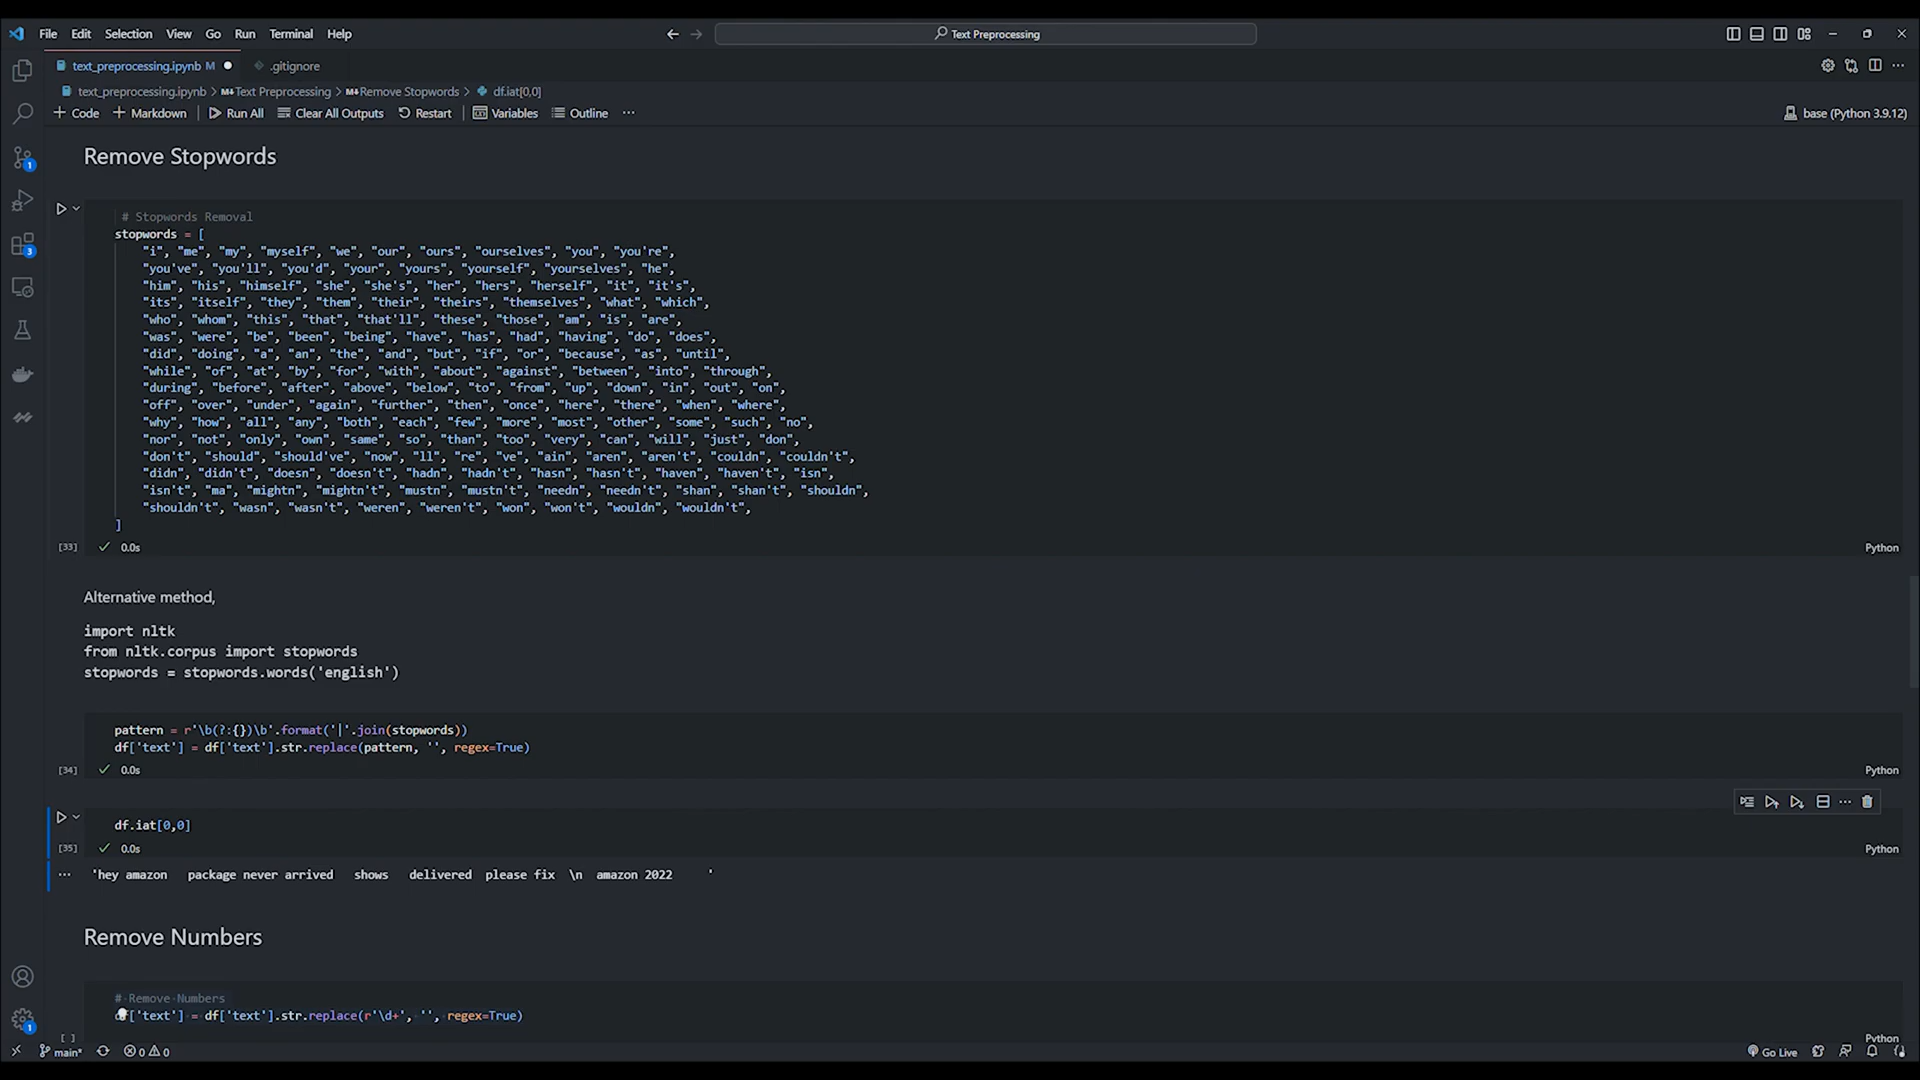 File Edit Selection View Go Run Terminal Help
Text Preprocessing
text_preprocessing.ipynb M
.gitignore
text_preprocessing.ipynb > M↓Text Preprocessing > M↓Remove Stopwords > df.iat[0,0]
+ Code + Markdown | Run All Clear All Outputs Restart | Variables Outline ...
base (Python 3.9.12)
Remove Stopwords
# Stopwords Removal
stopwords = [
"i", "me", "my", "myself", "we", "our", "ours", "ourselves", "you", "you're",
"you've", "you'll", "you'd", "your", "yours", "yourself", "yourselves", "he",
"him", "his", "himself", "she", "she's", "her", "hers", "herself", "it", "it's",
"its", "itself", "they", "them", "their", "theirs", "themselves", "what", "which",
"who", "whom", "this", "that", "that'll", "these", "those", "am", "is", "are",
"was", "were", "be", "been", "being", "have", "has", "had", "having", "do", "does",
"did", "doing", "a", "an", "the", "and", "but", "if", "or", "because", "as", "until",
"while", "of", "at", "by", "for", "with", "about", "against", "between", "into", "through",
"during", "before", "after", "above", "below", "to", "from", "up", "down", "in", "out", "on",
"off", "over", "under", "again", "further", "then", "once", "here", "there", "when", "where",
"why", "how", "all", "any", "both", "each", "few", "more", "most", "other", "some", "such", "no",
"nor", "not", "only", "own", "same", "so", "than", "too", "very", "can", "will", "just", "don",
"don't", "should", "should've", "now", "ll", "re", "ve", "ain", "aren", "aren't", "couldn", "couldn't",
"didn", "didn't", "doesn", "doesn't", "hadn", "hadn't", "hasn", "hasn't", "haven", "haven't", "isn",
"isn't", "ma", "mightn", "mightn't", "mustn", "mustn't", "needn", "needn't", "shan", "shan't", "shouldn",
"shouldn't", "wasn", "wasn't", "weren", "weren't", "won", "won't", "wouldn", "wouldn't",
]
[33] ✓ 0.0s Python
Alternative method,
import nltk
from nltk.corpus import stopwords
stopwords = stopwords.words('english')
pattern = r'\b(?:{})\b'.format('|'.join(stopwords))
df['text'] = df['text'].str.replace(pattern, '', regex=True)
[34] ✓ 0.0s Python
df.iat[0,0]
[35] ✓ 0.0s Python
... 'hey amazon   package never arrived   shows   delivered  please fix  \n  amazon 2022     '
Remove Numbers
# Remove Numbers
df['text'] = df['text'].str.replace(r'\d+', '', regex=True)
[ ] Python
main* 0 0 Go Live
1
3
1